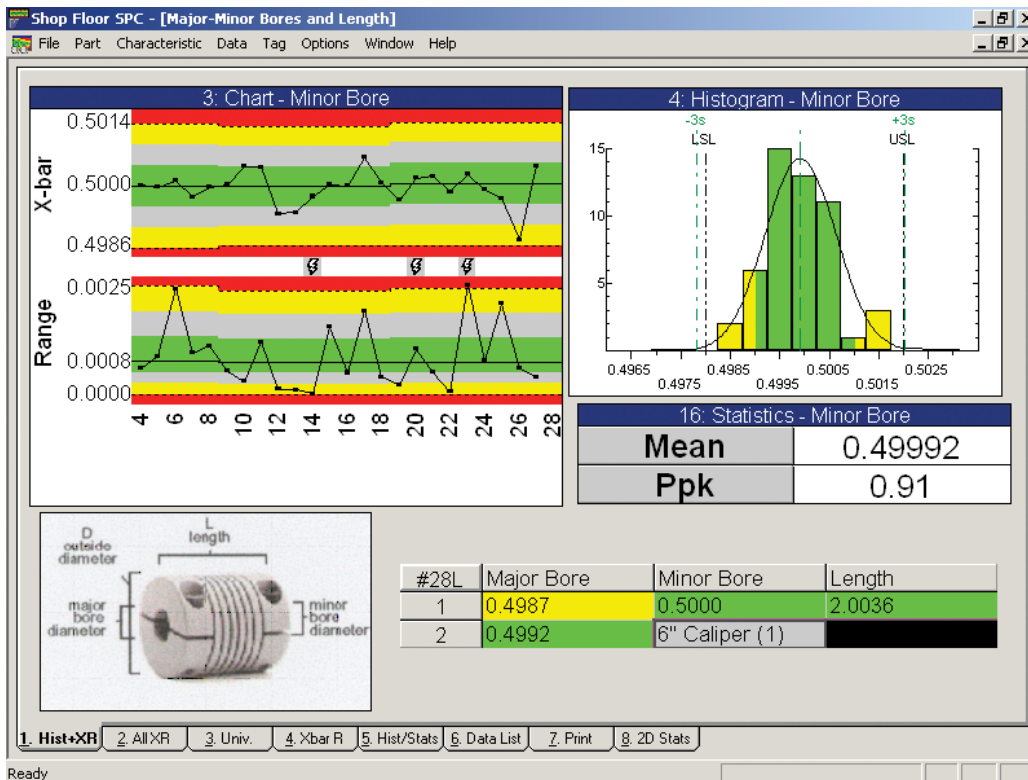 Shop Floor SPC - [Major-Minor Bores and Length]
File Part Characteristic Data Tag Options Window Help
3: Chart - Minor Bore
X-bar
0.5014
0.5000
0.4986
Range
0.0025
0.0008
0.0000
4 6 8 10 12 14 16 18 20 22 24 26 28
4: Histogram - Minor Bore
-3s +3s
LSL USL
15
10
5
0.4965 0.4985 0.5005 0.5025
0.4975 0.4995 0.5015
16: Statistics - Minor Bore
Mean 0.49992
Ppk 0.91
D
outside
diameter
L
length
major
bore
diameter
minor
bore
diameter
#28L Major Bore Minor Bore Length
1 0.4987 0.5000 2.0036
2 0.4992 6" Caliper (1)
1. Hist+XR 2. All XR 3. Univ. 4. Xbar R 5. Hist/Stats 6. Data List 7. Print 8. 2D Stats
Ready